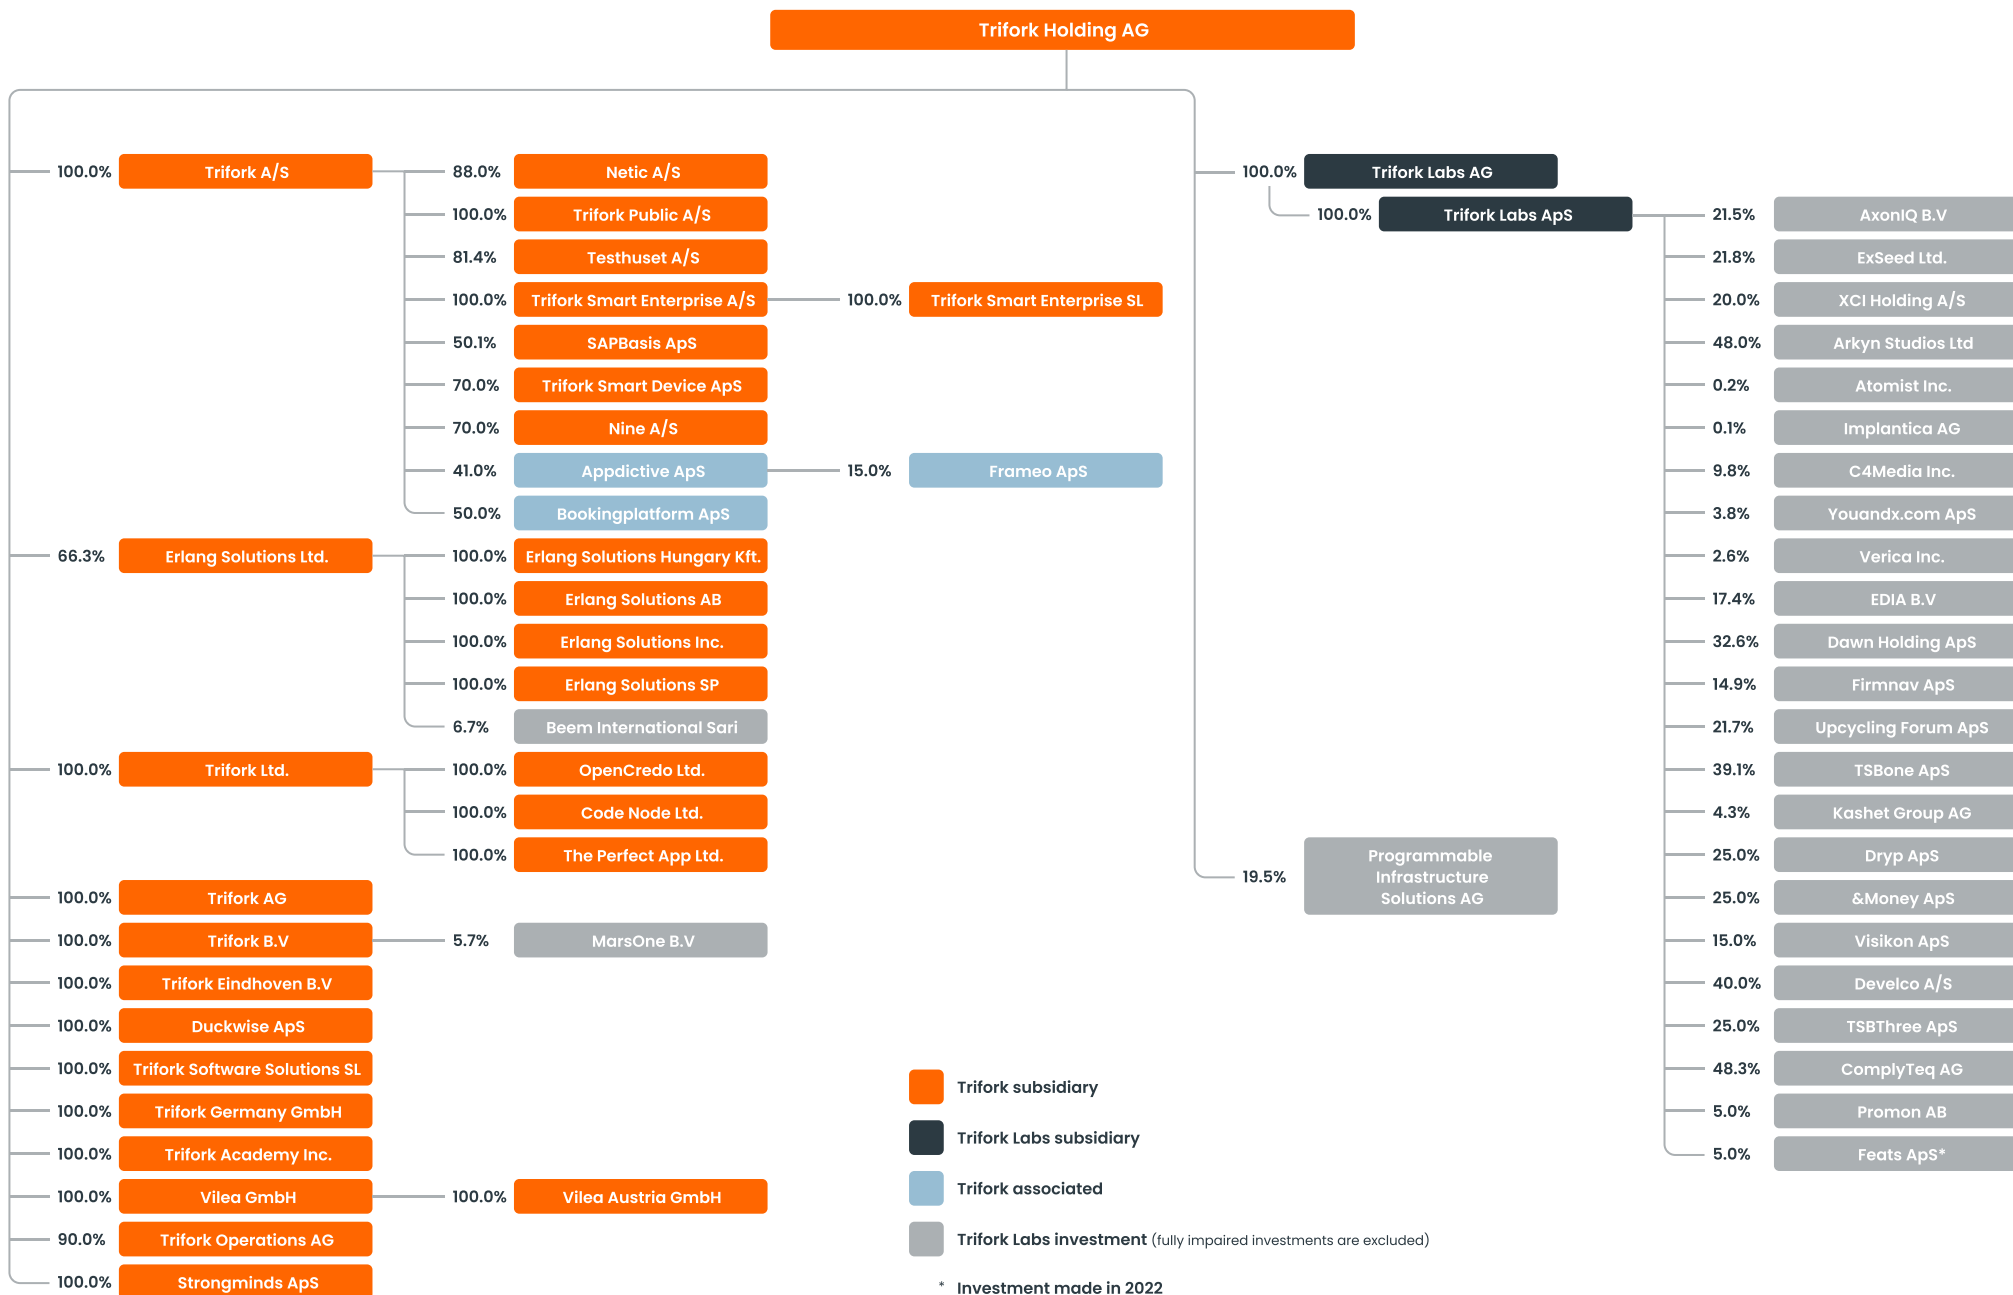 Trifork Holding AG
100.0% Trifork A/S
88.0% Netic A/S
100.0% Trifork Public A/S
81.4% Testhuset A/S
100.0% Trifork Smart Enterprise A/S
100.0% Trifork Smart Enterprise SL
50.1% SAPBasis ApS
70.0% Trifork Smart Device ApS
70.0% Nine A/S
41.0% Appdictive ApS
15.0% Frameo ApS
50.0% Bookingplatform ApS
66.3% Erlang Solutions Ltd.
100.0% Erlang Solutions Hungary Kft.
100.0% Erlang Solutions AB
100.0% Erlang Solutions Inc.
100.0% Erlang Solutions SP
6.7% Beem International Sari
100.0% Trifork Ltd.
100.0% OpenCredo Ltd.
100.0% Code Node Ltd.
100.0% The Perfect App Ltd.
100.0% Trifork AG
100.0% Trifork B.V
5.7% MarsOne B.V
100.0% Trifork Eindhoven B.V
100.0% Duckwise ApS
100.0% Trifork Software Solutions SL
100.0% Trifork Germany GmbH
100.0% Trifork Academy Inc.
100.0% Vilea GmbH
100.0% Vilea Austria GmbH
90.0% Trifork Operations AG
100.0% Strongminds ApS
100.0% Trifork Labs AG
100.0% Trifork Labs ApS
21.5% AxonIQ B.V
21.8% ExSeed Ltd.
20.0% XCI Holding A/S
48.0% Arkyn Studios Ltd
0.2% Atomist Inc.
0.1% Implantica AG
9.8% C4Media Inc.
3.8% Youandx.com ApS
2.6% Verica Inc.
17.4% EDIA B.V
32.6% Dawn Holding ApS
14.9% Firmnav ApS
21.7% Upcycling Forum ApS
39.1% TSBone ApS
4.3% Kashet Group AG
25.0% Dryp ApS
25.0% &Money ApS
15.0% Visikon ApS
40.0% Develco A/S
25.0% TSBThree ApS
48.3% ComplyTeq AG
5.0% Promon AB
5.0% Feats ApS*
19.5%
Programmable
Infrastructure
Solutions AG
Trifork subsidiary
Trifork Labs subsidiary
Trifork associated
Trifork Labs investment (fully impaired investments are excluded)
* Investment made in 2022